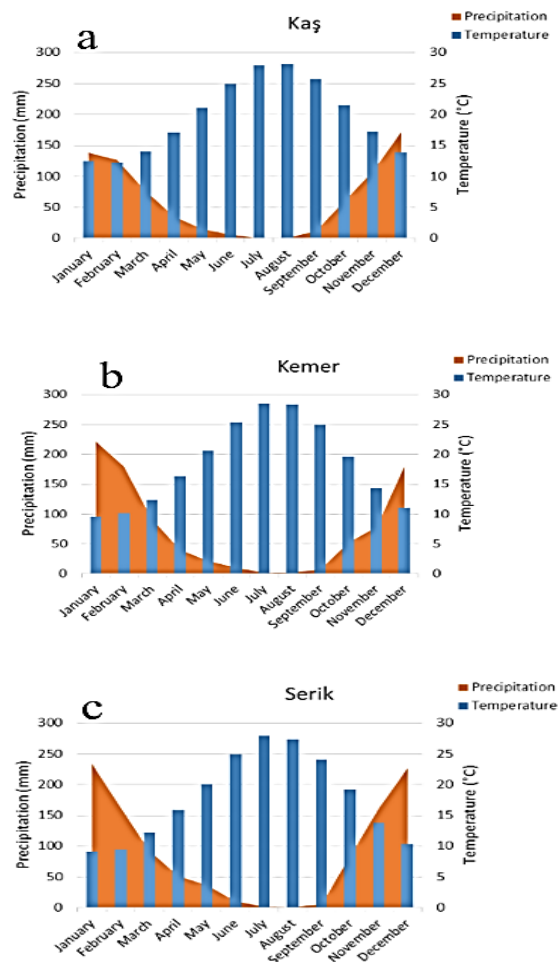 a
Kaş
Precipitation
Temperature
Precipitation (mm)
300
250
200
150
100
50
0
30
25
20
15
10
5
0
Temperature (°C)
January
February
March
April
May
June
July
August
September
October
November
December
b
Kemer
Precipitation
Temperature
Precipitation (mm)
300
250
200
150
100
50
0
30
25
20
15
10
5
0
Temperature (°C)
January
February
March
April
May
June
July
August
September
October
November
December
c
Serik
Precipitation
Temperature
Precipitation (mm)
300
250
200
150
100
50
0
30
25
20
15
10
5
0
Temperature (°C)
January
February
March
April
May
June
July
August
September
October
November
December